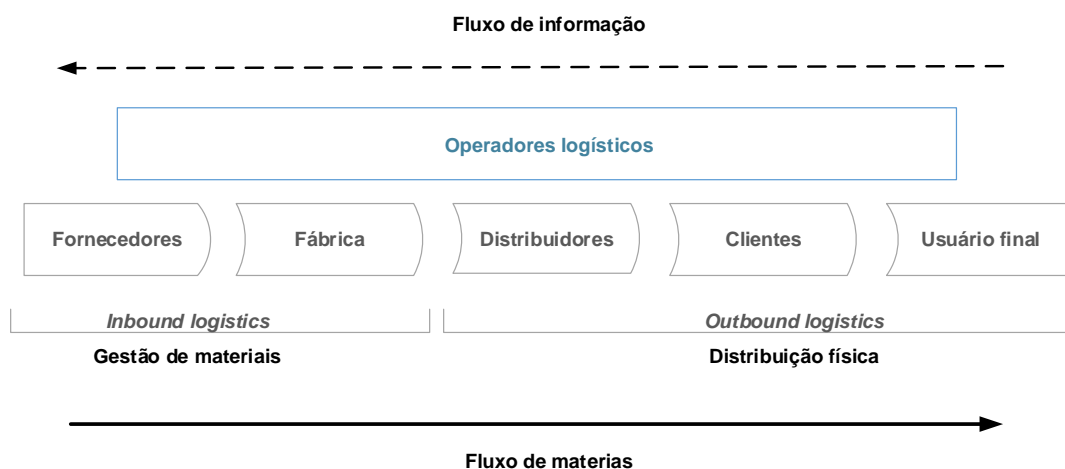 Fluxo de informação
Operadores logísticos
Fornecedores
Fábrica
Distribuidores
Clientes
Usuário final
Inbound logistics
Outbound logistics
Gestão de materiais
Distribuição física
Fluxo de materias